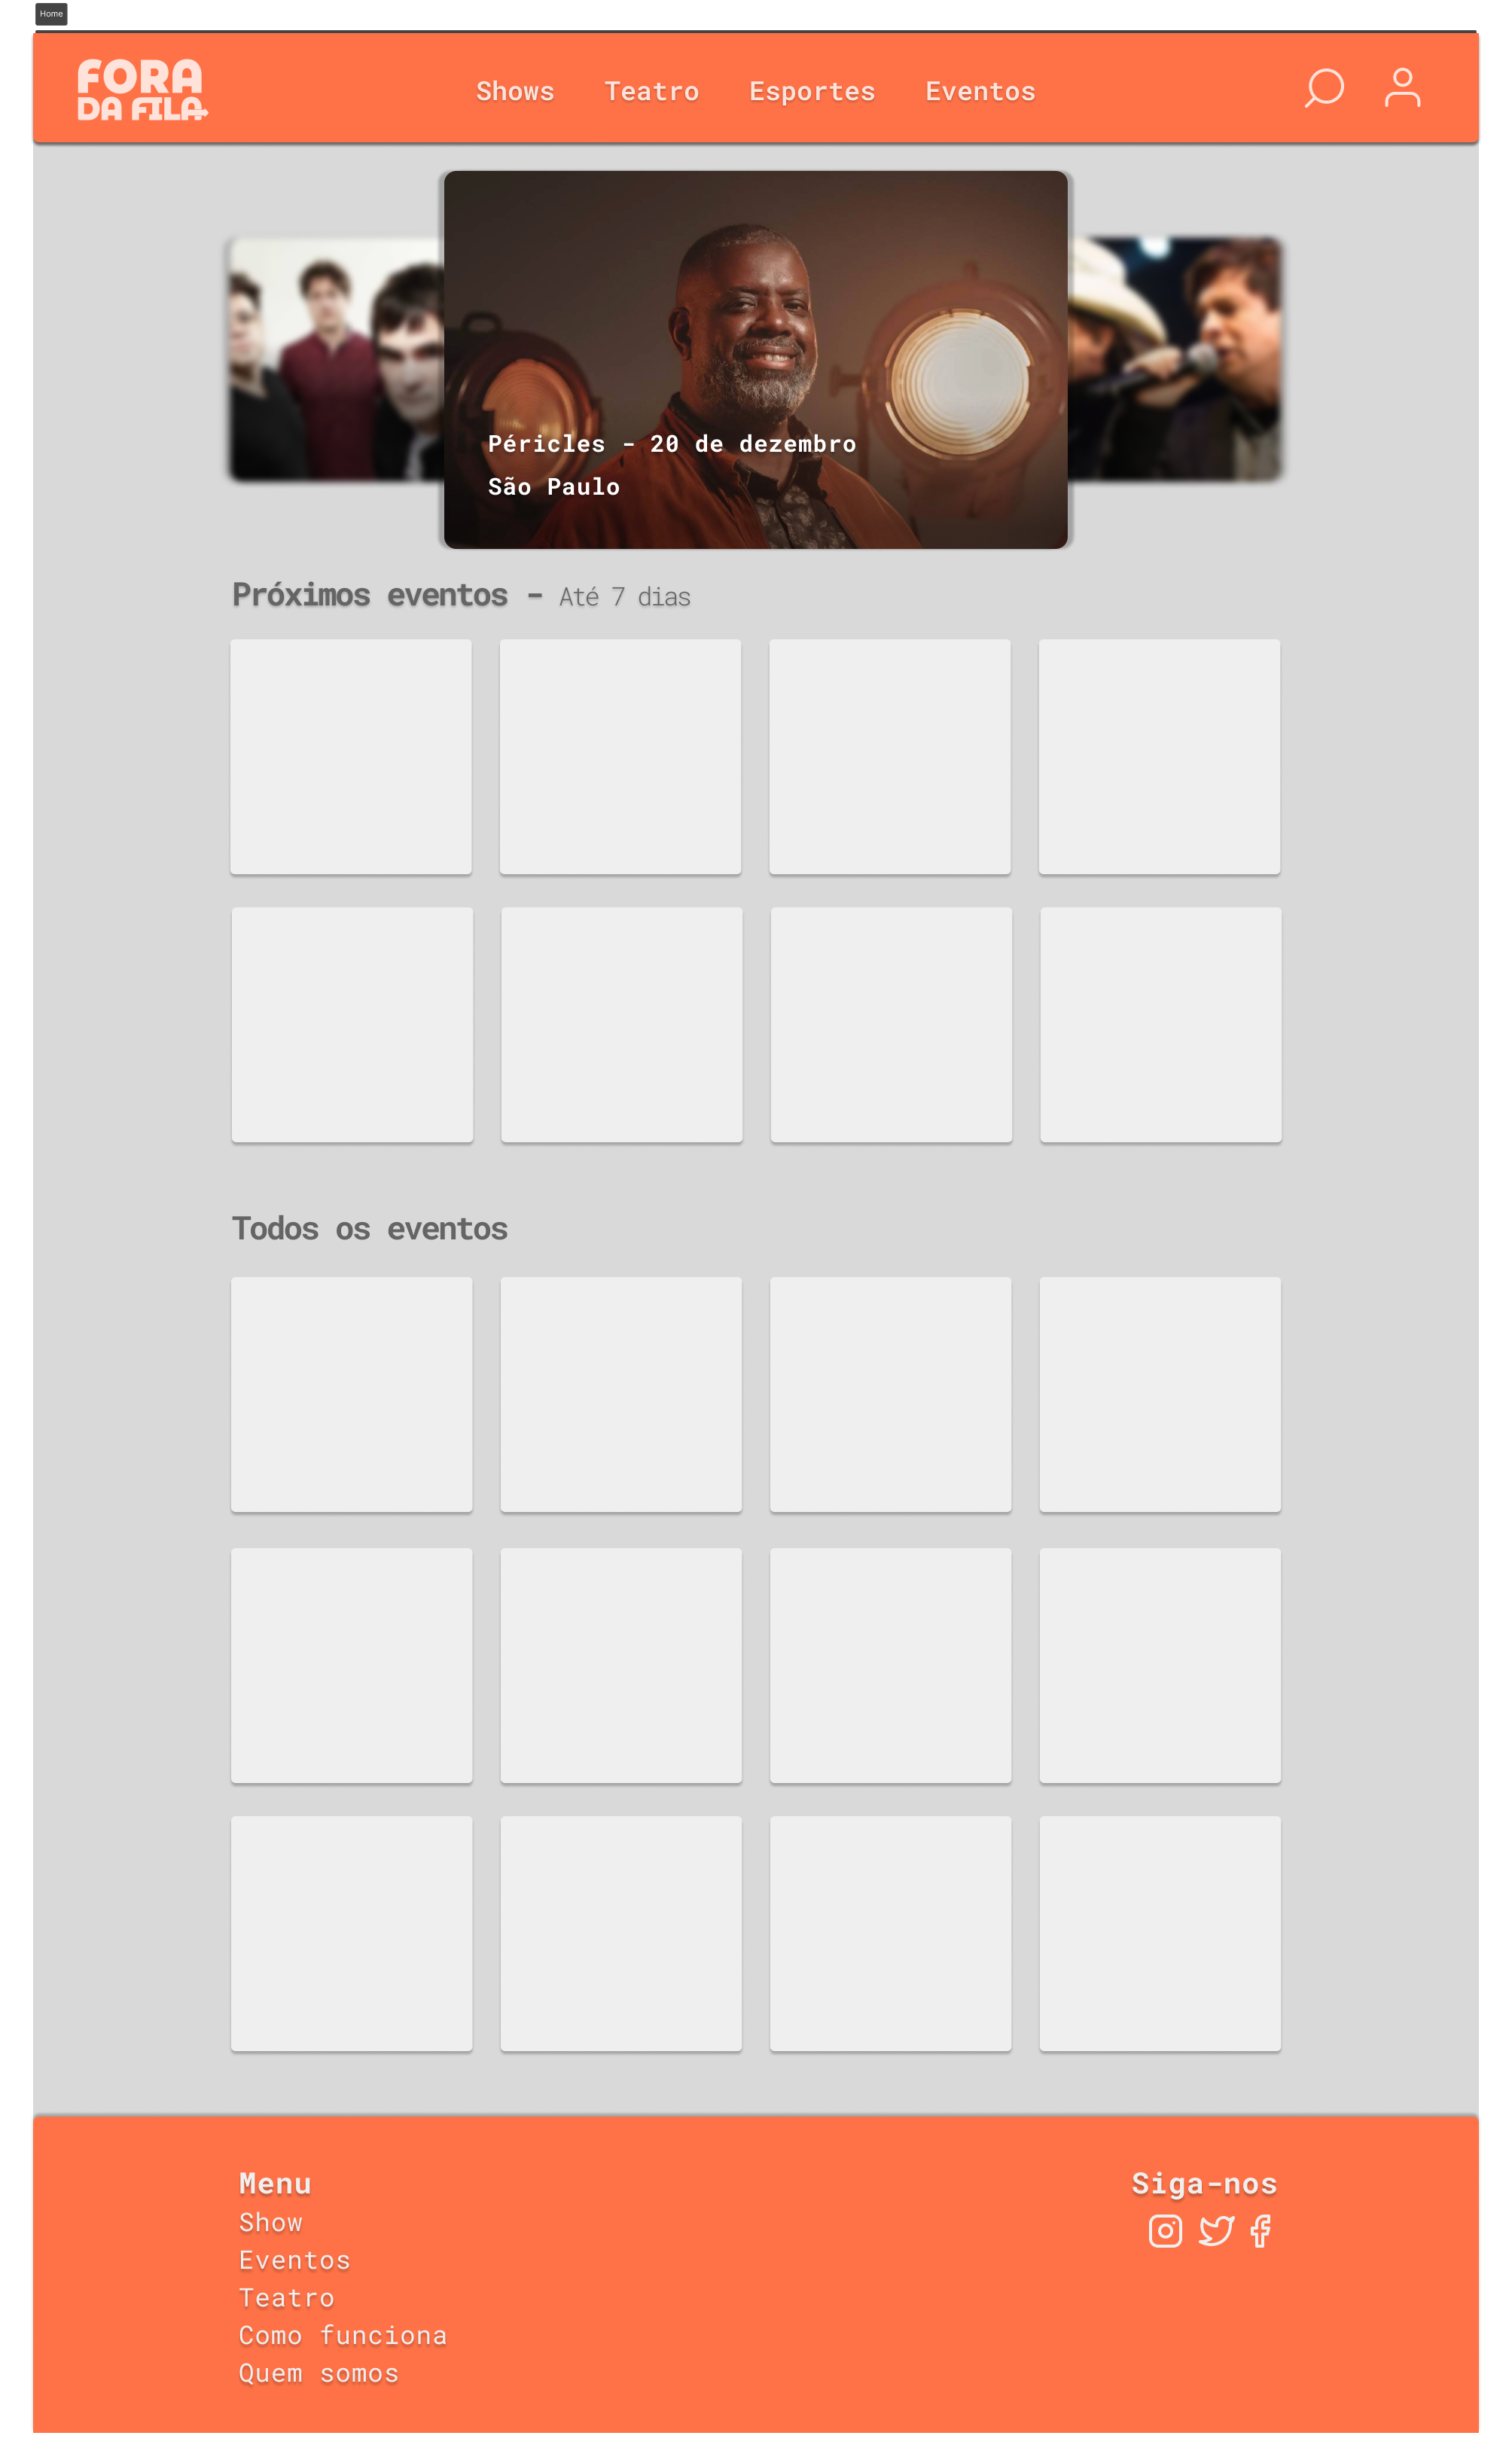 Home
FORA
DA FILA
Shows Teatro Esportes Eventos
Péricles - 20 de dezembro
São Paulo
Próximos eventos - Até 7 dias
Todos os eventos
Menu
Show
Eventos
Teatro
Como funciona
Quem somos
Siga-nos